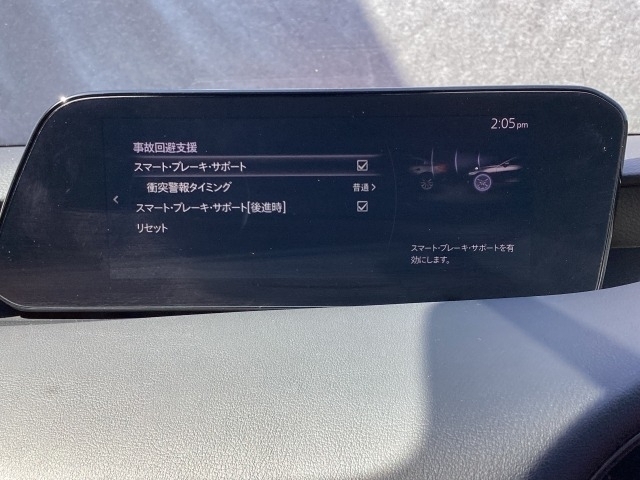 2:05pm
事故回避支援
スマート・ブレーキ・サポート
衝突警報タイミング 普通
スマート・ブレーキ・サポート[後進時]
リセット
スマート・ブレーキ・サポートを有
効にします。